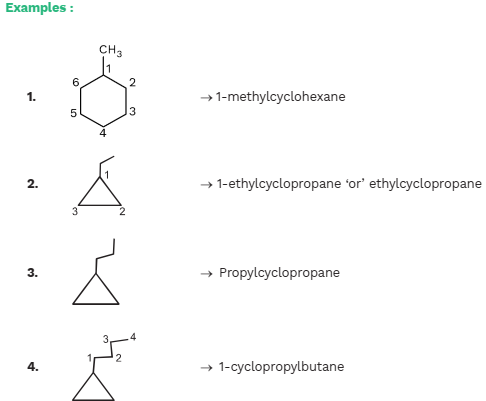 Examples :
CH3
1
6
2
1.
5
3
→ 1-methylcyclohexane
4
1
2.
→ 1-ethylcyclopropane ‘or’ ethylcyclopropane
3
2
3.
→ Propylcyclopropane
3
4
1
2
4.
→ 1-cyclopropylbutane